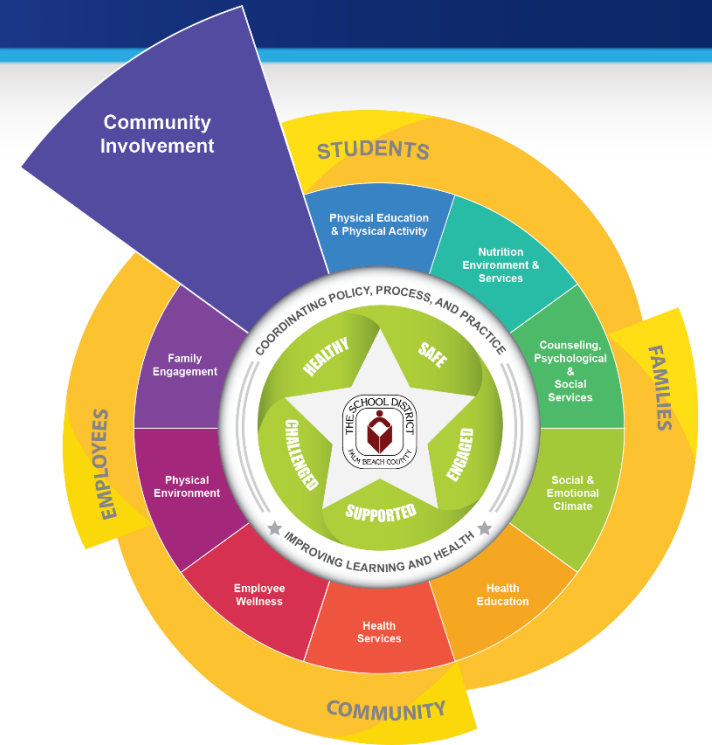 Community
Involvement
STUDENTS
Physical Education
& Physical Activity
Nutrition
Environment &
Services
Counseling,
Psychological
&
Social
Services
FAMILIES
Social &
Emotional
Climate
Health
Education
Health
Services
COMMUNITY
Employee
Wellness
Physical
Environment
EMPLOYEES
Family
Engagement
COORDINATING POLICY, PROCESS, AND PRACTICE
IMPROVING LEARNING AND HEALTH
HEALTHY
SAFE
ENGAGED
SUPPORTED
CHALLENGED
THE SCHOOL DISTRICT
PALM BEACH COUNTY